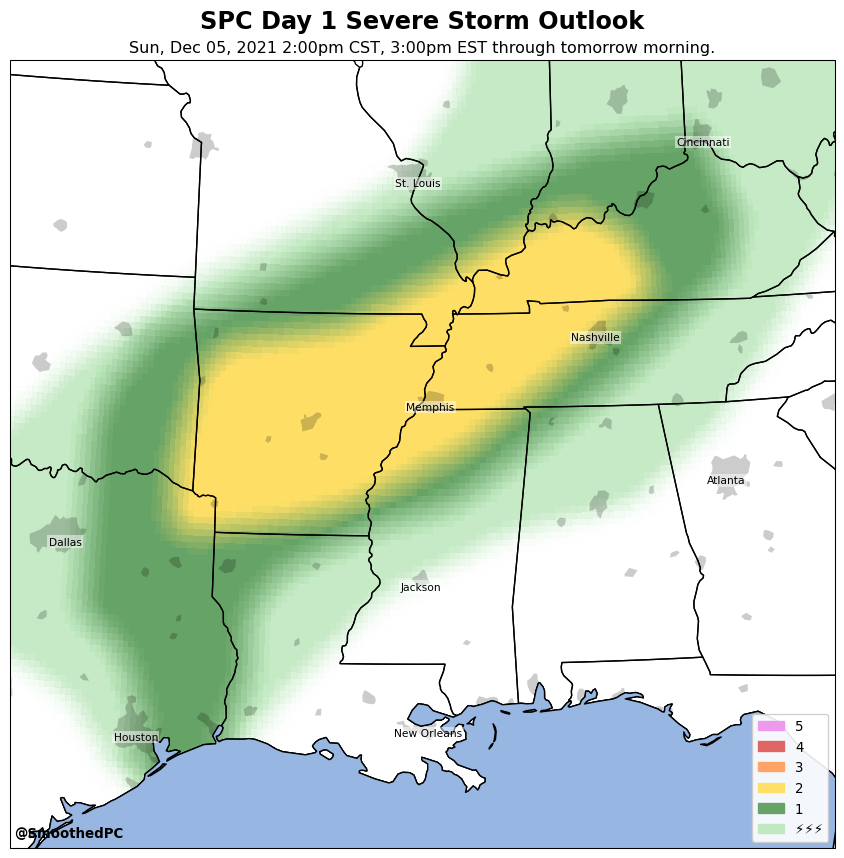 SPC Day 1 Severe Storm Outlook
Sun, Dec 05, 2021 2:00pm CST, 3:00pm EST through tomorrow morning.
Cincinnati
St. Louis
Nashville
Memphis
Atlanta
Dallas
Jackson
New Orleans
Houston
5
4
3
2
1
⚡⚡⚡
@SmoothedPC